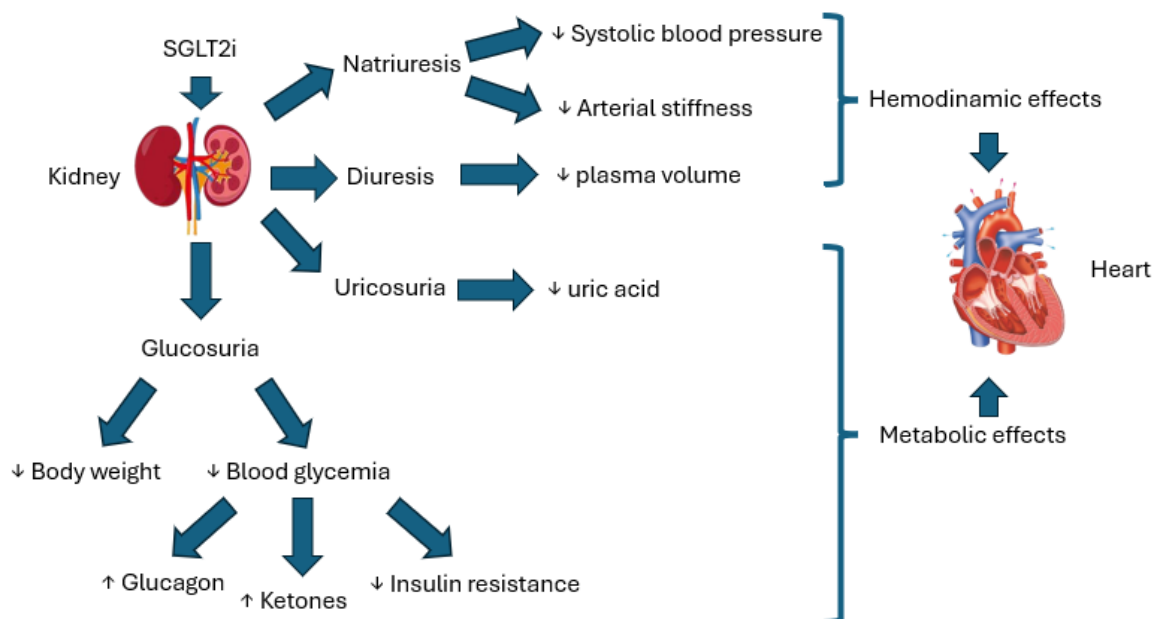 SGLT2i
Kidney
Natriuresis
↓ Systolic blood pressure
↓ Arterial stiffness
Hemodinamic effects
Diuresis
↓ plasma volume
Uricosuria
↓ uric acid
Heart
Glucosuria
Metabolic effects
↓ Body weight
↓ Blood glycemia
↑ Glucagon
↑ Ketones
↓ Insulin resistance